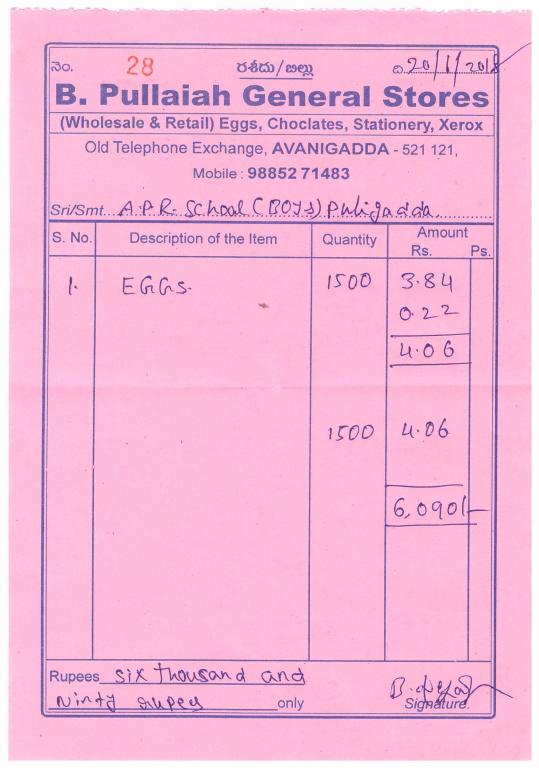 నెం. 28 రశీదు/బిల్లు ది 20/1/2018
B. Pullaiah General Stores
(Wholesale & Retail) Eggs, Choclates, Stationery, Xerox
Old Telephone Exchange, AVANIGADDA - 521 121,
Mobile : 98852 71483
Sri/Smt. A.P.R. School (BOYS) Puligadda
S. No. Description of the Item Quantity Amount
Rs. Ps.
1. EGGs. 1500 3.84
0.22
4.06
1500 4.06
6,090/-
Rupees six thousand and
Ninty rupees only
Signature.